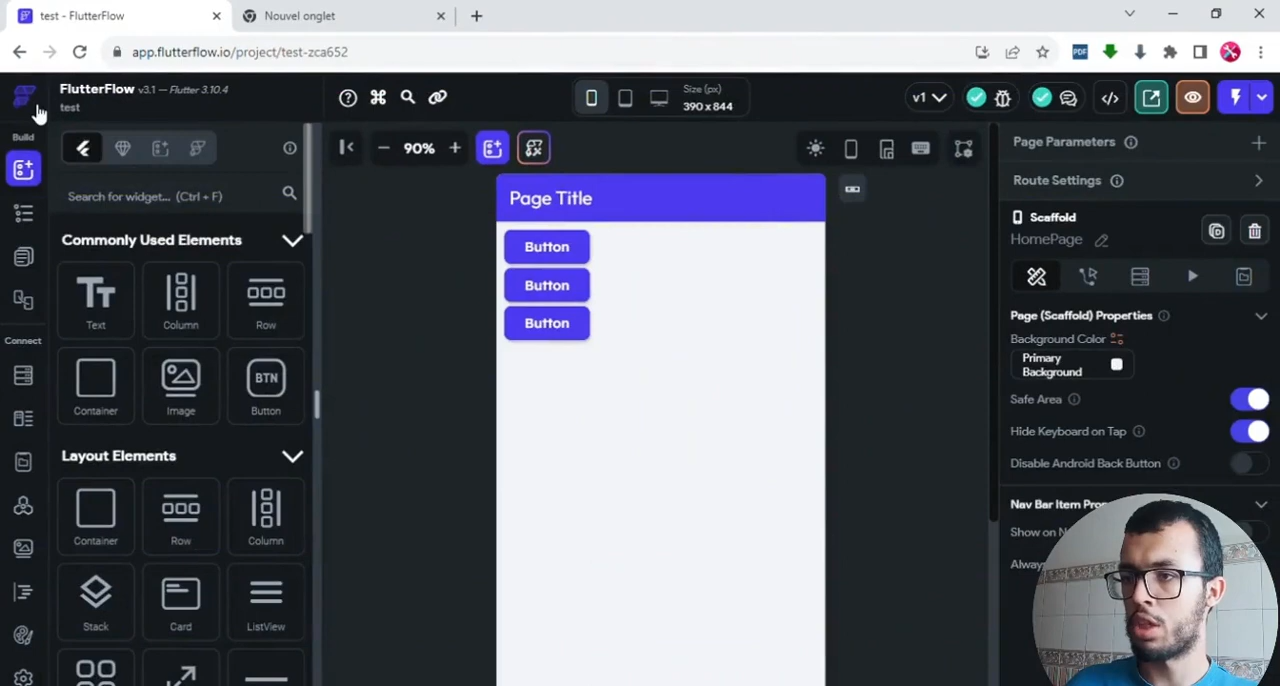 test - FlutterFlow
Nouvel onglet
app.flutterflow.io/project/test-zca652
PDF
FlutterFlow v3.1 — Flutter 3.10.4
test
Size (px)
390 x 844
v1
Build
90%
Page Parameters
Search for widget... (Ctrl + F)
Page Title
Route Settings
Commonly Used Elements
Button
Scaffold
HomePage
Tt
Text
Column
Row
Button
Button
Page (Scaffold) Properties
Background Color
Connect
Primary
Background
BTN
Container
Image
Button
Safe Area
Hide Keyboard on Tap
Layout Elements
Disable Android Back Button
Nav Bar Item
Container
Row
Column
Show on
Stack
Card
ListView